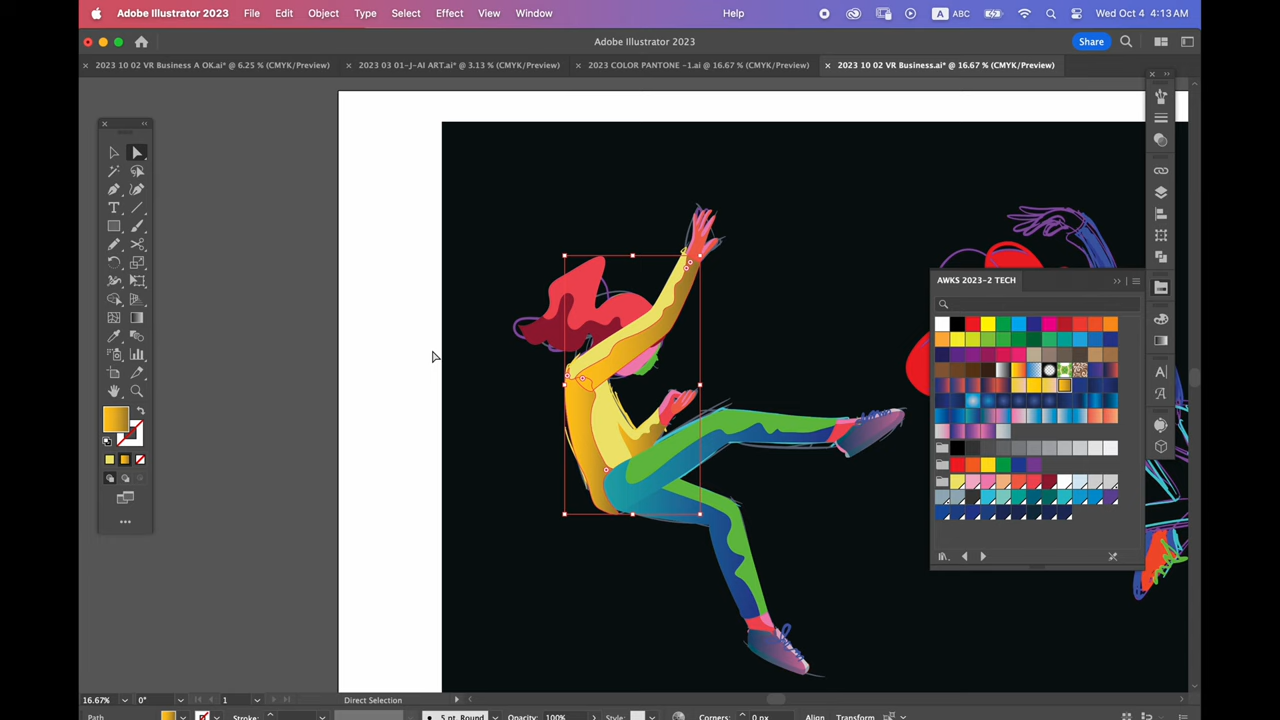 Adobe Illustrator 2023 File Edit Object Type Select Effect View Window Help A ABC Wed Oct 4 4:13 AM
Adobe Illustrator 2023 Share
2023 10 02 VR Business A OK.ai* @ 6.25 % (CMYK/Preview) 2023 03 01-J-AI ART.ai* @ 3.13 % (CMYK/Preview) 2023 COLOR PANTONE -1.ai @ 16.67 % (CMYK/Preview) 2023 10 02 VR Business.ai* @ 16.67 % (CMYK/Preview)
AWKS 2023-2 TECH
16.67% 0° 1 Direct Selection
Path Stroke: 5 pt. Round Opacity: 100% Style: Corners: 0 px Align Transform